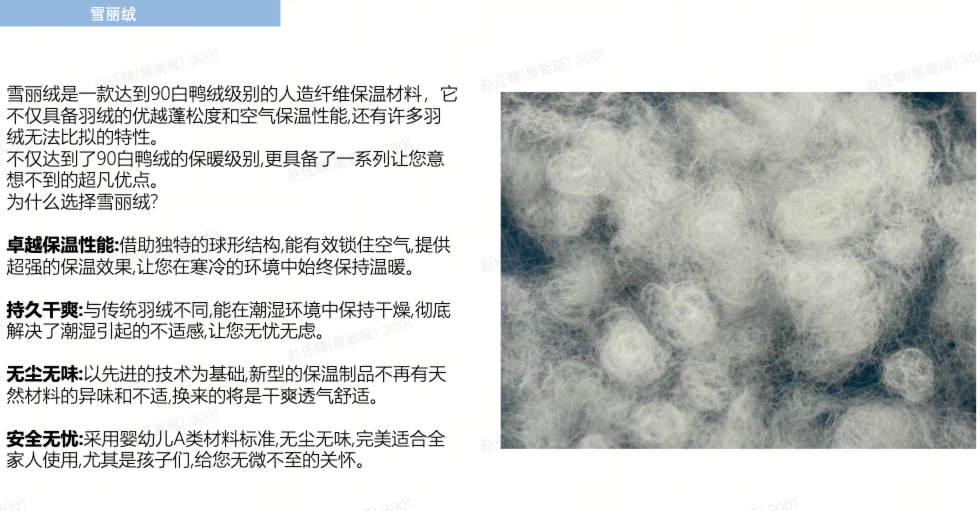 雪丽绒
雪丽绒是一款达到90白鸭绒级别的人造纤维保温材料，它
不仅具备羽绒的优越蓬松度和空气保温性能,还有许多羽
绒无法比拟的特性。
不仅达到了90白鸭绒的保暖级别,更具备了一系列让您意
想不到的超凡优点。
为什么选择雪丽绒?
卓越保温性能:借助独特的球形结构,能有效锁住空气,提供
超强的保温效果,让您在寒冷的环境中始终保持温暖。
持久干爽:与传统羽绒不同,能在潮湿环境中保持干燥,彻底
解决了潮湿引起的不适感,让您无忧无虑。
无尘无味:以先进的技术为基础,新型的保温制品不再有天
然材料的异味和不适,换来的将是干爽透气舒适。
安全无忧:采用婴幼儿A类材料标准,无尘无味,完美适合全
家人使用,尤其是孩子们,给您无微不至的关怀。